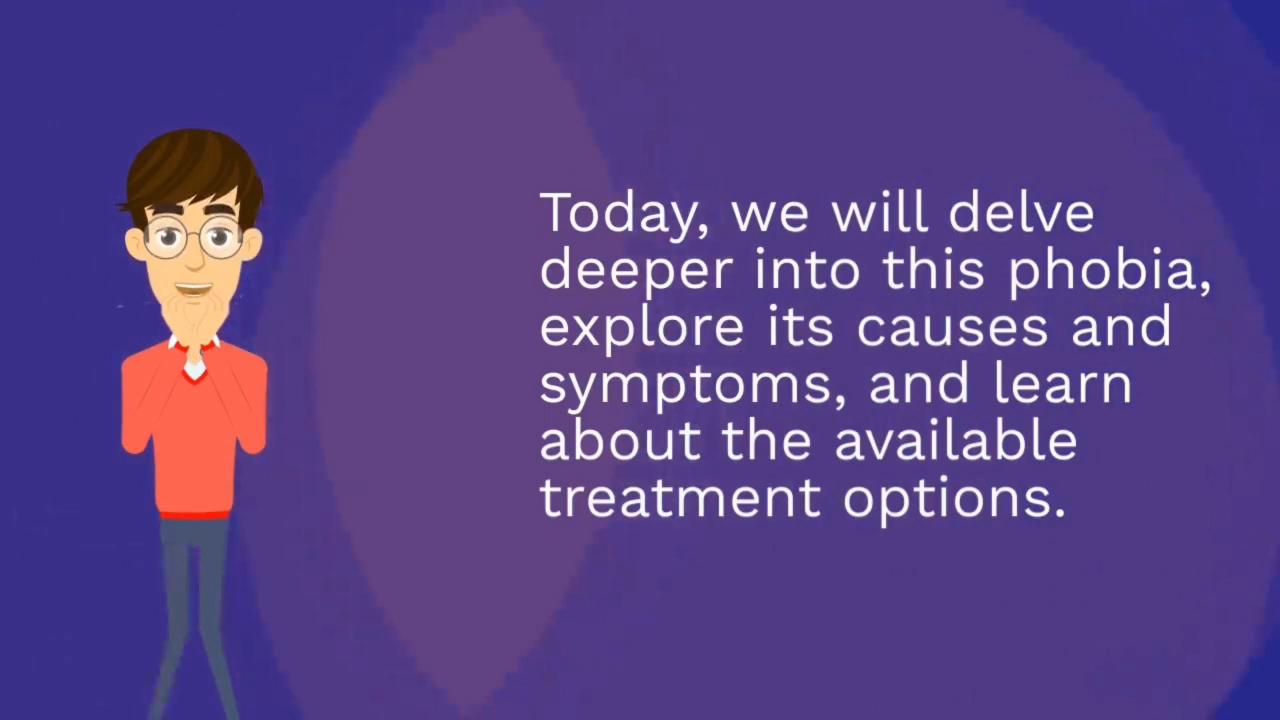 Today, we will delve
deeper into this phobia,
explore its causes and
symptoms, and learn
about the available
treatment options.